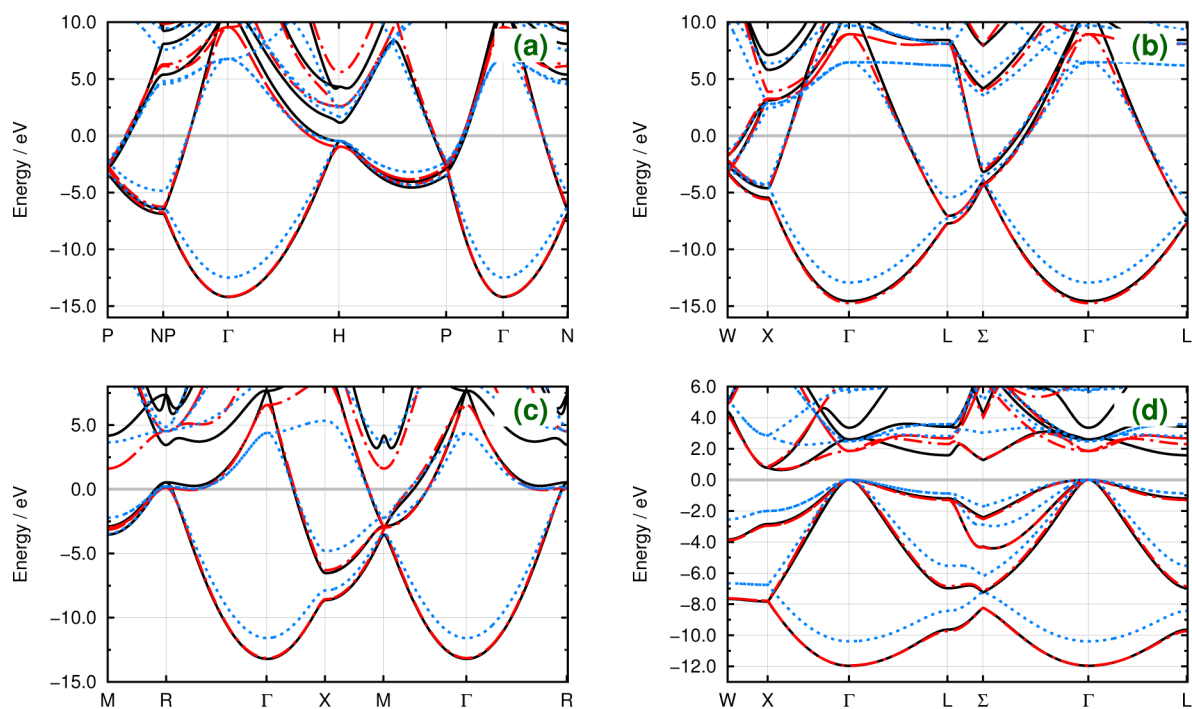 10.0
5.0
0.0
−5.0
−10.0
−15.0
Energy / eV
(a)
P NP Γ H P Γ N
10.0
5.0
0.0
−5.0
−10.0
−15.0
Energy / eV
(b)
W X Γ L Σ Γ L
5.0
0.0
−5.0
−10.0
−15.0
Energy / eV
(c)
M R Γ X M Γ R
6.0
4.0
2.0
0.0
−2.0
−4.0
−6.0
−8.0
−10.0
−12.0
Energy / eV
(d)
W X Γ L Σ Γ L